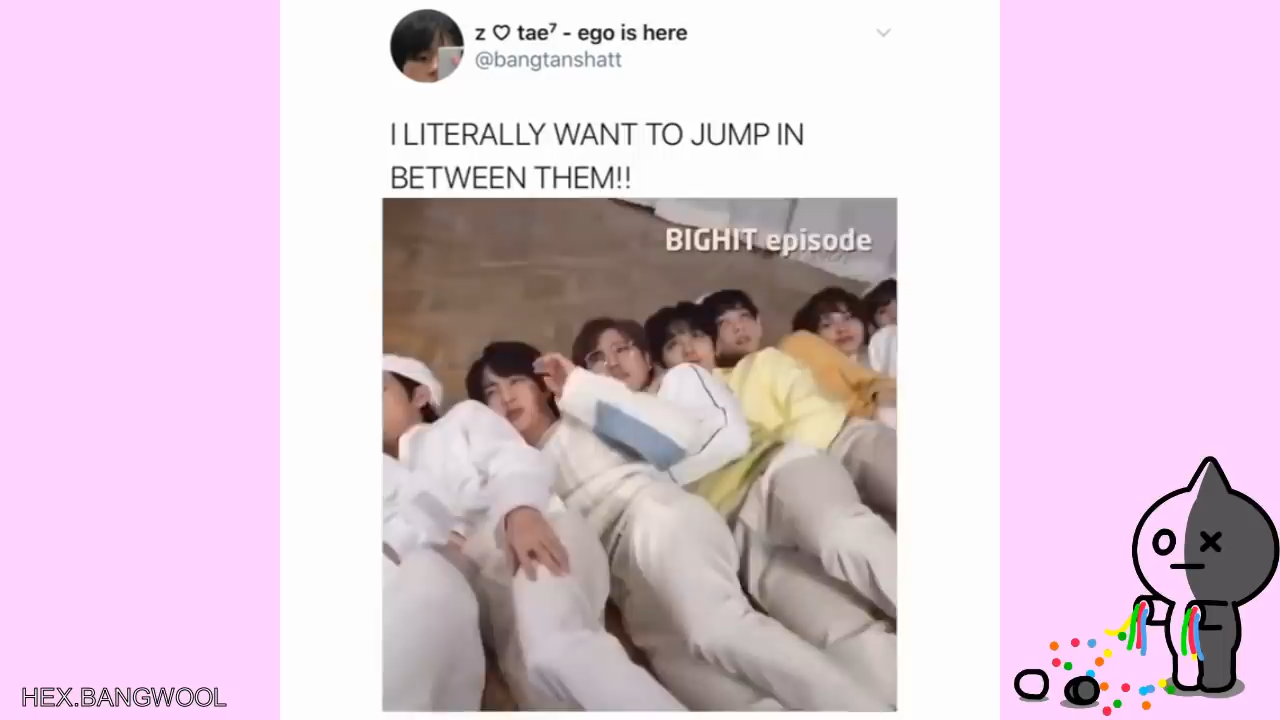 z ♡ tae⁷ - ego is here
@bangtanshatt
I LITERALLY WANT TO JUMP IN
BETWEEN THEM!!
BIGHIT episode
HEX.BANGWOOL